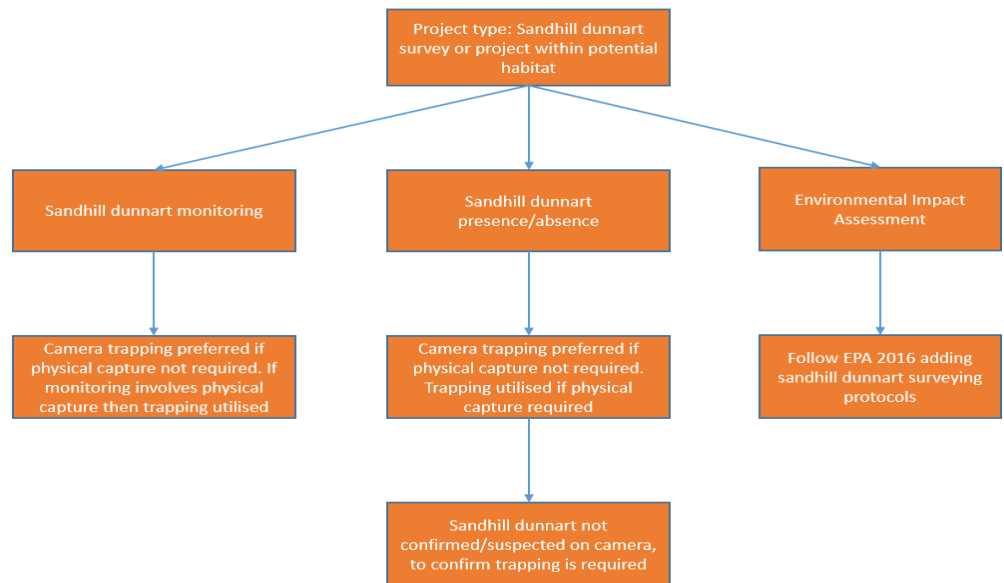 Project type: Sandhill dunnart
survey or project within potential
habitat
Sandhill dunnart monitoring
Sandhill dunnart
presence/absence
Environmental Impact
Assessment
Camera trapping preferred if
physical capture not required. If
monitoring involves physical
capture then trapping utilised
Camera trapping preferred if
physical capture not required.
Trapping utilised if physical
capture required
Follow EPA 2016 adding
sandhill dunnart surveying
protocols
Sandhill dunnart not
confirmed/suspected on camera,
to confirm trapping is required